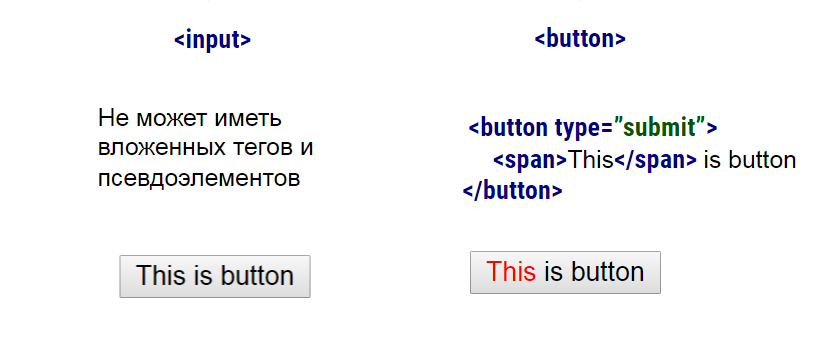 <input>
<button>
Не может иметь
вложенных тегов и
псевдоэлементов
<button type=”submit”>
<span>This</span> is button
</button>
This is button
This is button